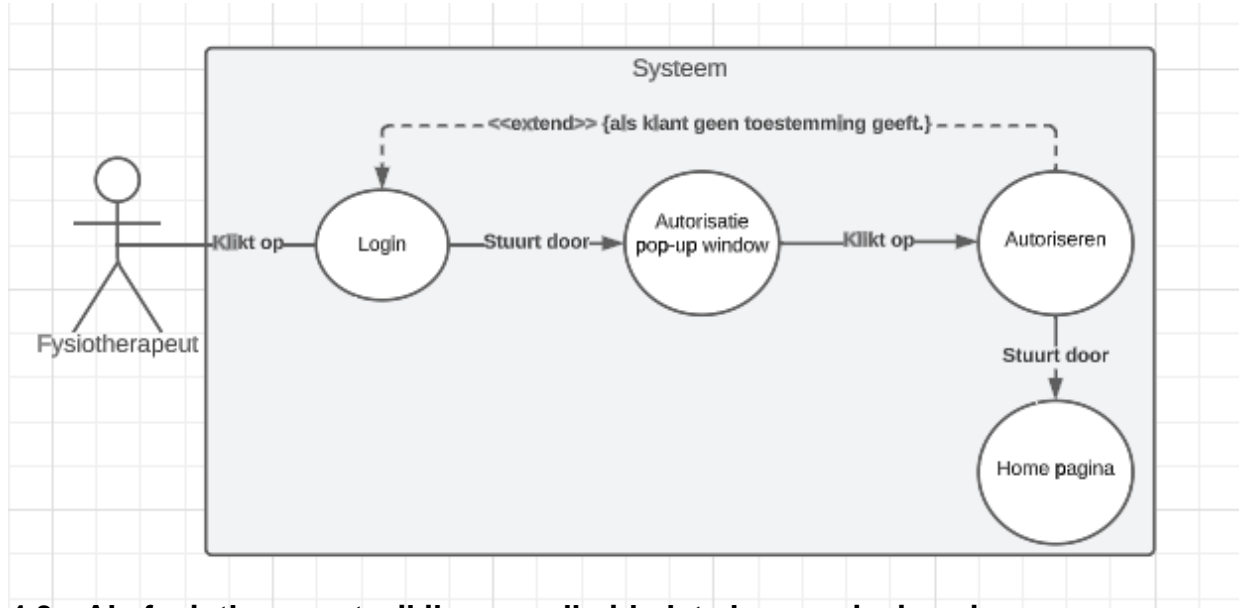 Systeem
<<extend>> {als klant geen toestemming geeft.}
Klikt op
Login
Stuurt door
Autorisatie
pop-up window
Klikt op
Autoriseren
Fysiotherapeut
Stuurt door
Home pagina